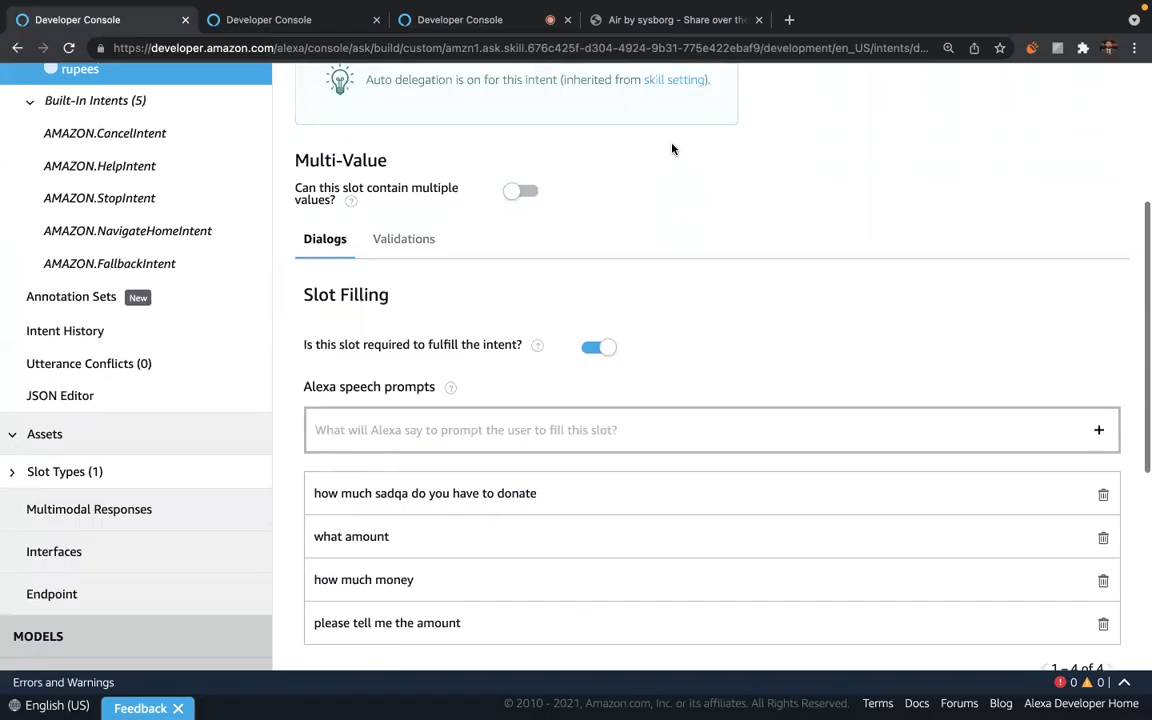 Developer Console
Developer Console
Developer Console
Air by sysborg - Share over the
https://developer.amazon.com/alexa/console/ask/build/custom/amzn1.ask.skill.676c425f-d304-4924-9b31-775e422ebaf9/development/en_US/intents/d...
rupees
Auto delegation is on for this intent (inherited from skill setting).
Built-In Intents (5)
AMAZON.CancelIntent
AMAZON.HelpIntent
AMAZON.StopIntent
AMAZON.NavigateHomeIntent
AMAZON.FallbackIntent
Annotation Sets New
Intent History
Utterance Conflicts (0)
JSON Editor
Assets
Slot Types (1)
Multimodal Responses
Interfaces
Endpoint
MODELS
Multi-Value
Can this slot contain multiple
values? ?
Dialogs Validations
Slot Filling
Is this slot required to fulfill the intent? ?
Alexa speech prompts ?
What will Alexa say to prompt the user to fill this slot? +
how much sadqa do you have to donate
what amount
how much money
please tell me the amount
1 – 4 of 4
Errors and Warnings
0 0 |
English (US)
Feedback
© 2010 - 2021, Amazon.com, Inc. or its affiliates. All Rights Reserved.
Terms Docs Forums Blog Alexa Developer Home